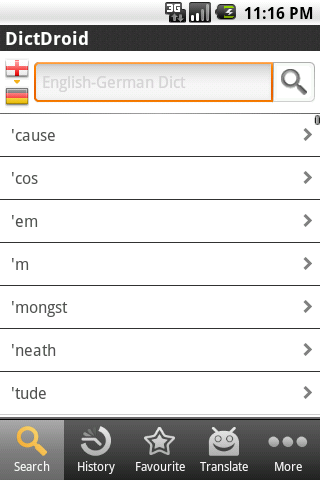 3G
11:16 PM
DictDroid
English-German Dict
'cause
'cos
'em
'm
'mongst
'neath
'tude
Search
History
Favourite
Translate
More